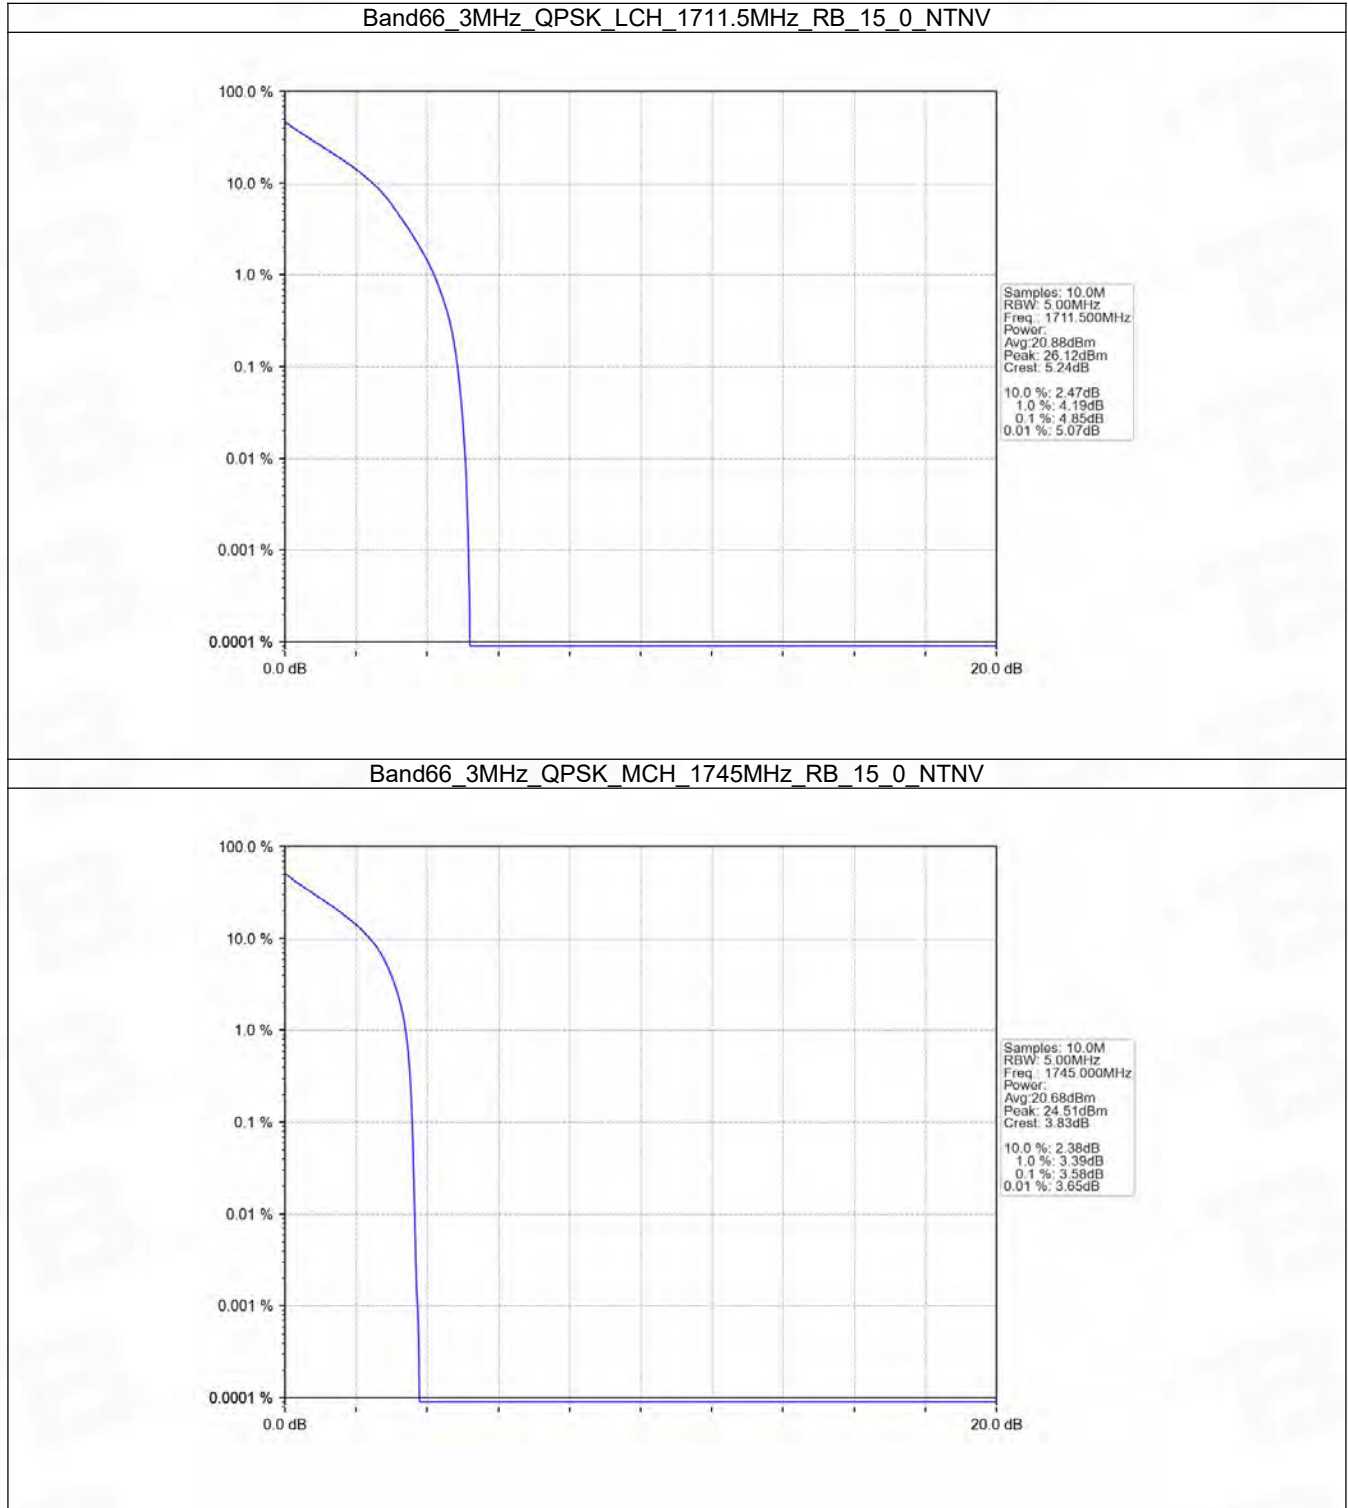 Band66_3MHz_QPSK_LCH_1711.5MHz_RB_15_0_NTNV
100.0 %
10.0 %
1.0 %
0.1 %
0.01 %
0.001 %
0.0001 %
0.0 dB
20.0 dB
Samples: 10.0M
RBW: 5.00MHz
Freq.: 1711.500MHz
Power:
Avg:20.88dBm
Peak: 26.12dBm
Crest: 5.24dB
10.0 %: 2.47dB
1.0 %: 4.19dB
0.1 %: 4.85dB
0.01 %: 5.07dB
Band66_3MHz_QPSK_MCH_1745MHz_RB_15_0_NTNV
100.0 %
10.0 %
1.0 %
0.1 %
0.01 %
0.001 %
0.0001 %
0.0 dB
20.0 dB
Samples: 10.0M
RBW: 5.00MHz
Freq.: 1745.000MHz
Power:
Avg:20.68dBm
Peak: 24.51dBm
Crest: 3.83dB
10.0 %: 2.38dB
1.0 %: 3.39dB
0.1 %: 3.58dB
0.01 %: 3.65dB